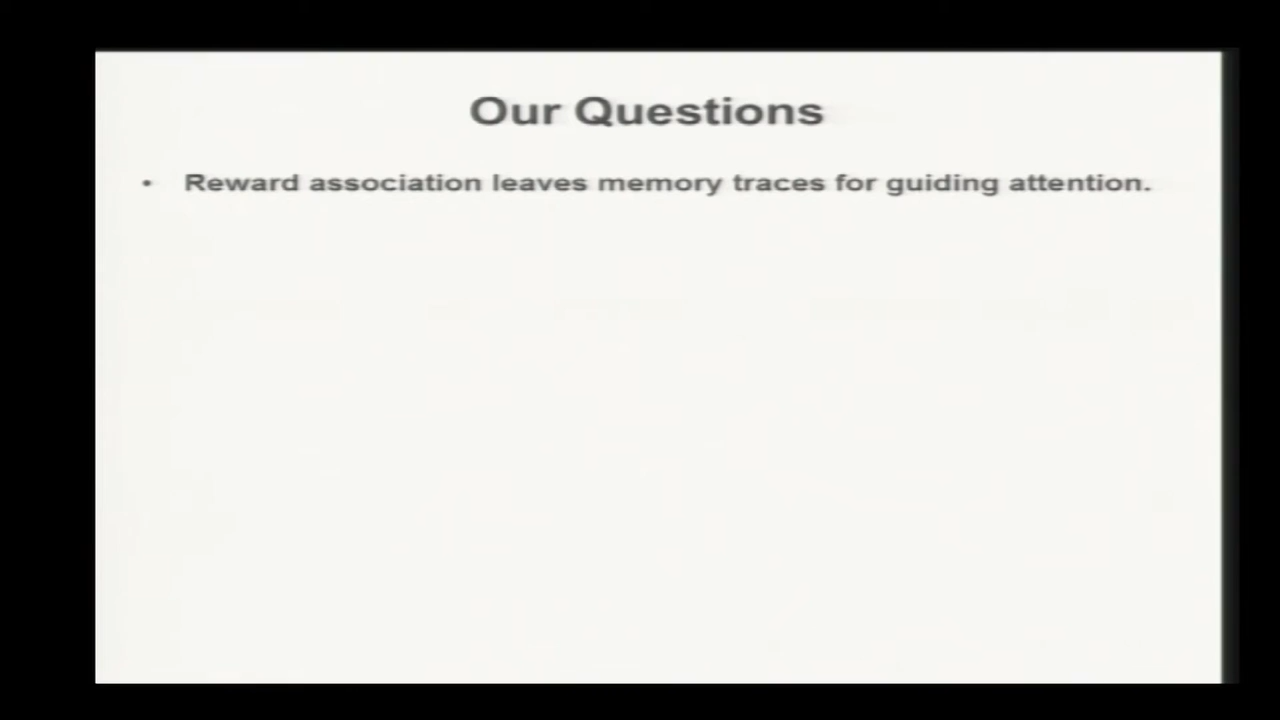 Our Questions
• Reward association leaves memory traces for guiding attention.